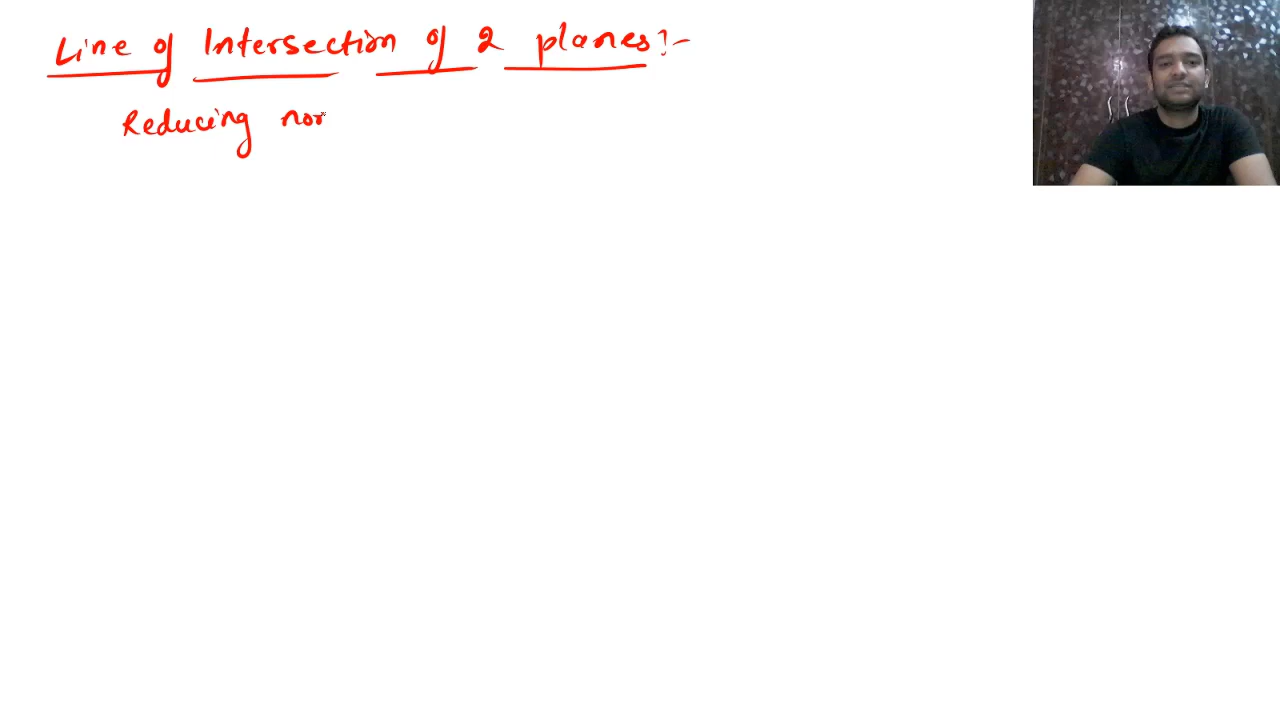 Line of Intersection of 2 planes:-
Reducing nor